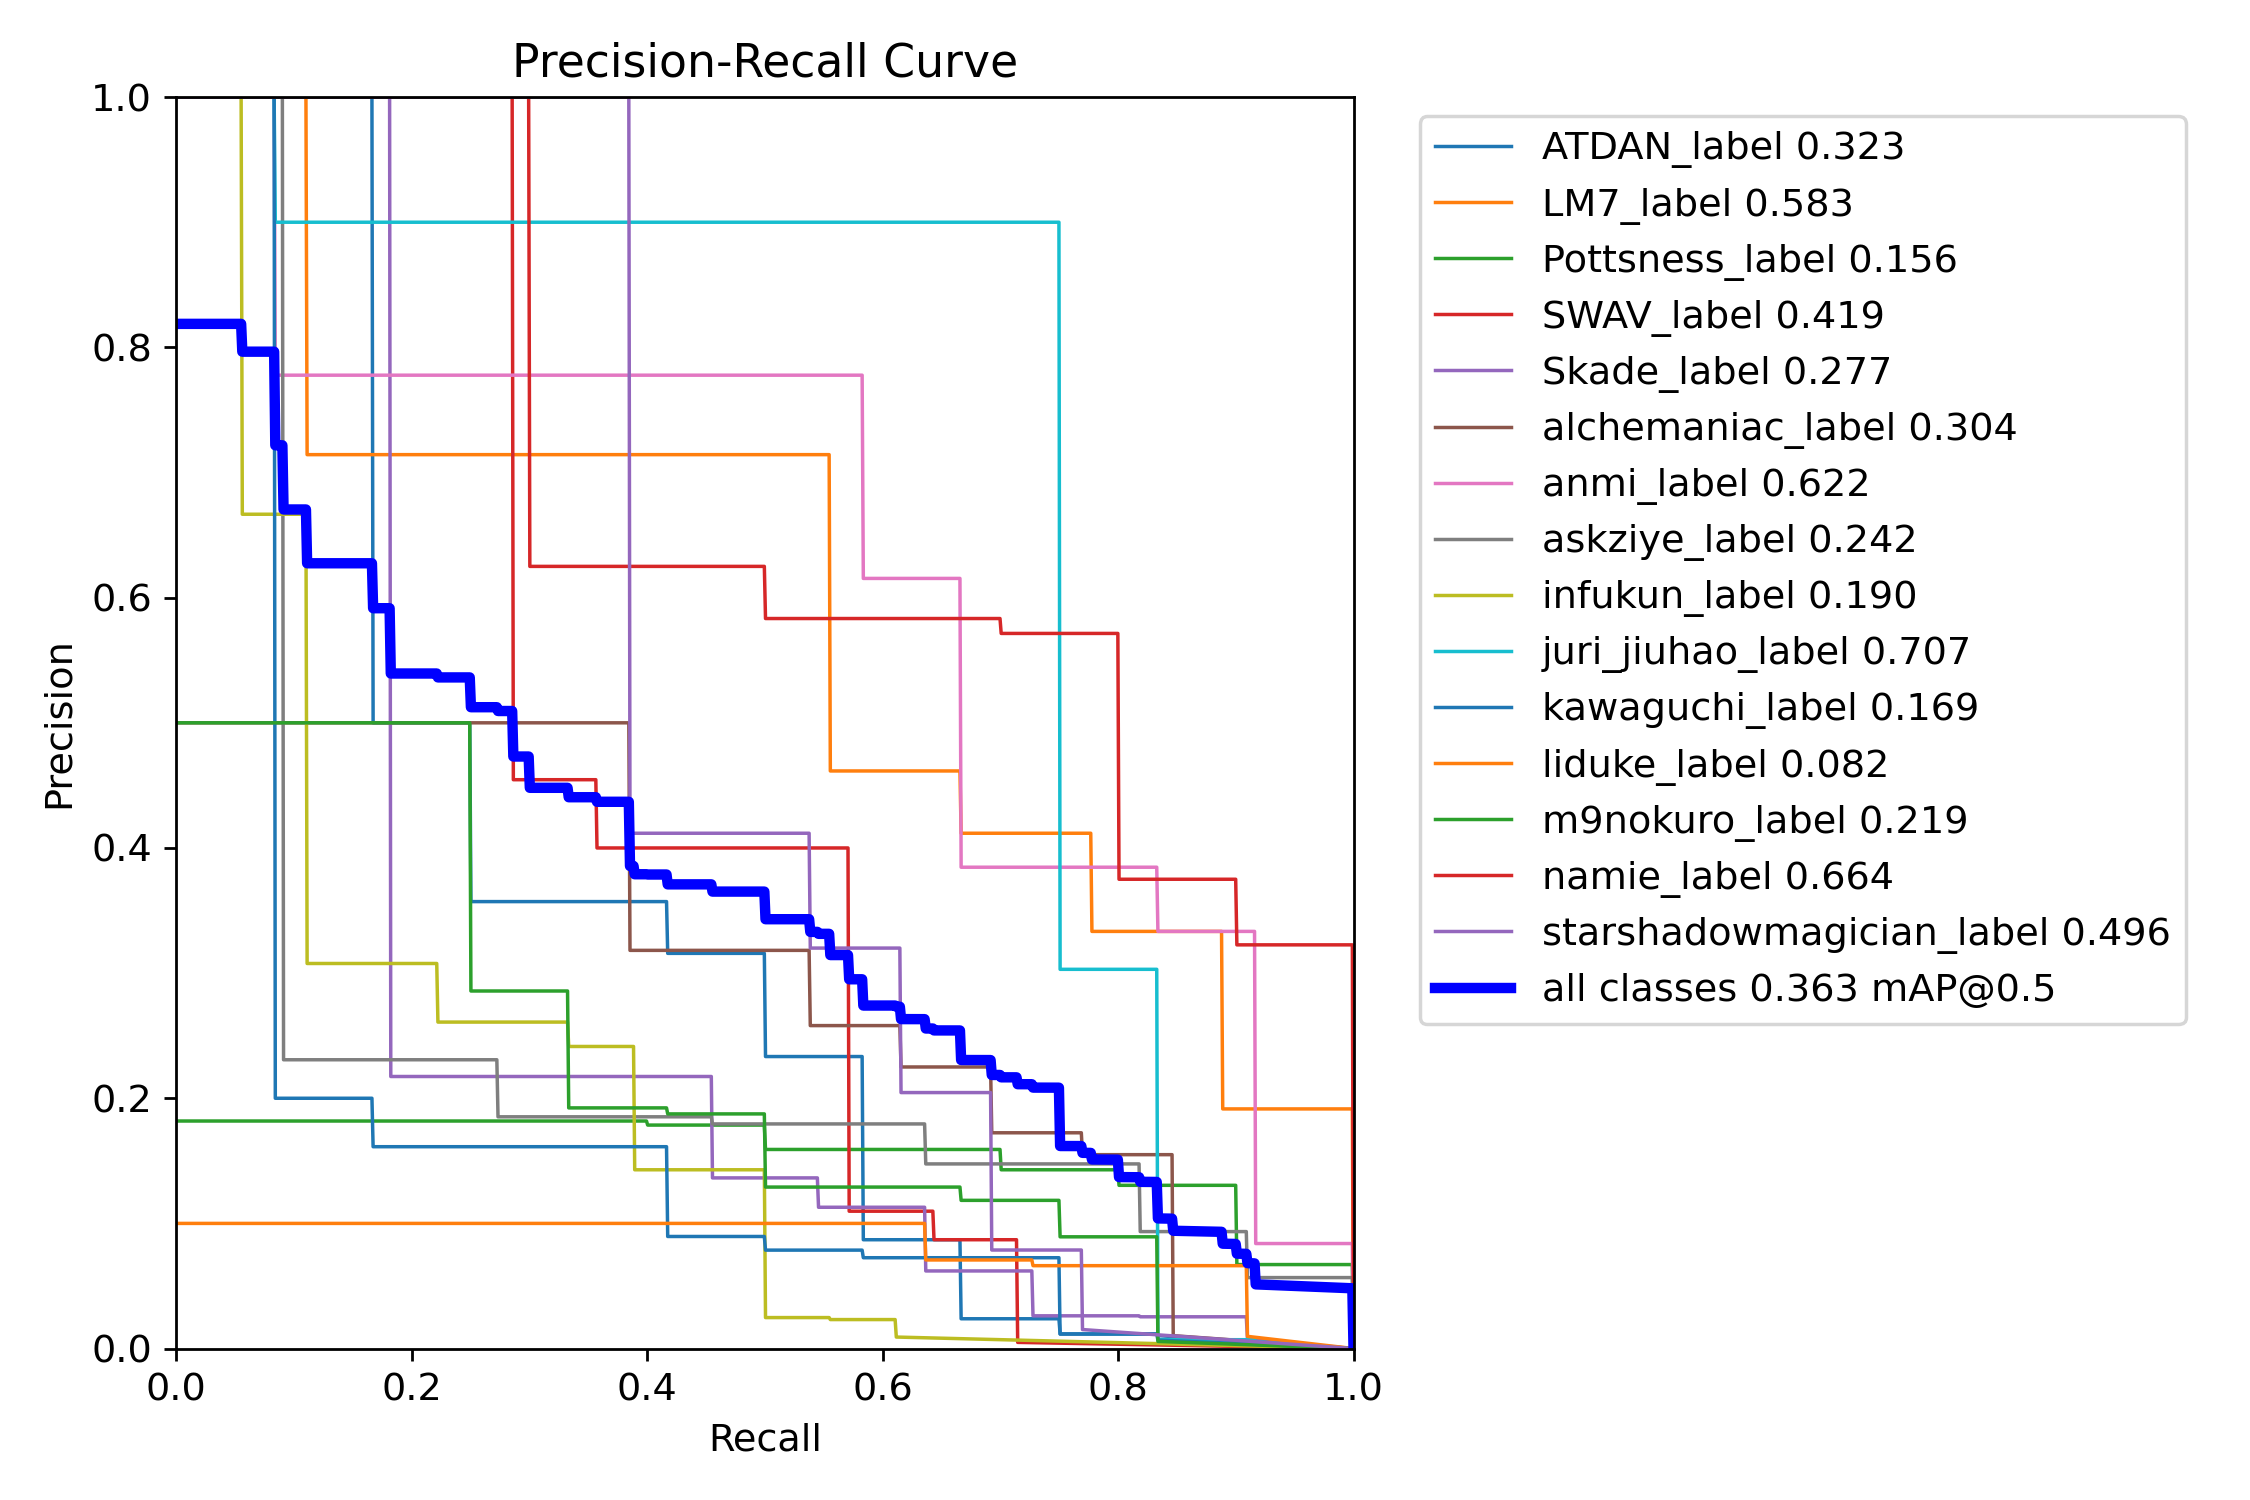 Precision-Recall Curve
1.0
0.8
0.6
0.4
0.2
0.0
Precision
0.0 0.2 0.4 0.6 0.8 1.0
Recall
ATDAN_label 0.323
LM7_label 0.583
Pottsness_label 0.156
SWAV_label 0.419
Skade_label 0.277
alchemaniac_label 0.304
anmi_label 0.622
askziye_label 0.242
infukun_label 0.190
juri_jiuhao_label 0.707
kawaguchi_label 0.169
liduke_label 0.082
m9nokuro_label 0.219
namie_label 0.664
starshadowmagician_label 0.496
all classes 0.363 mAP@0.5